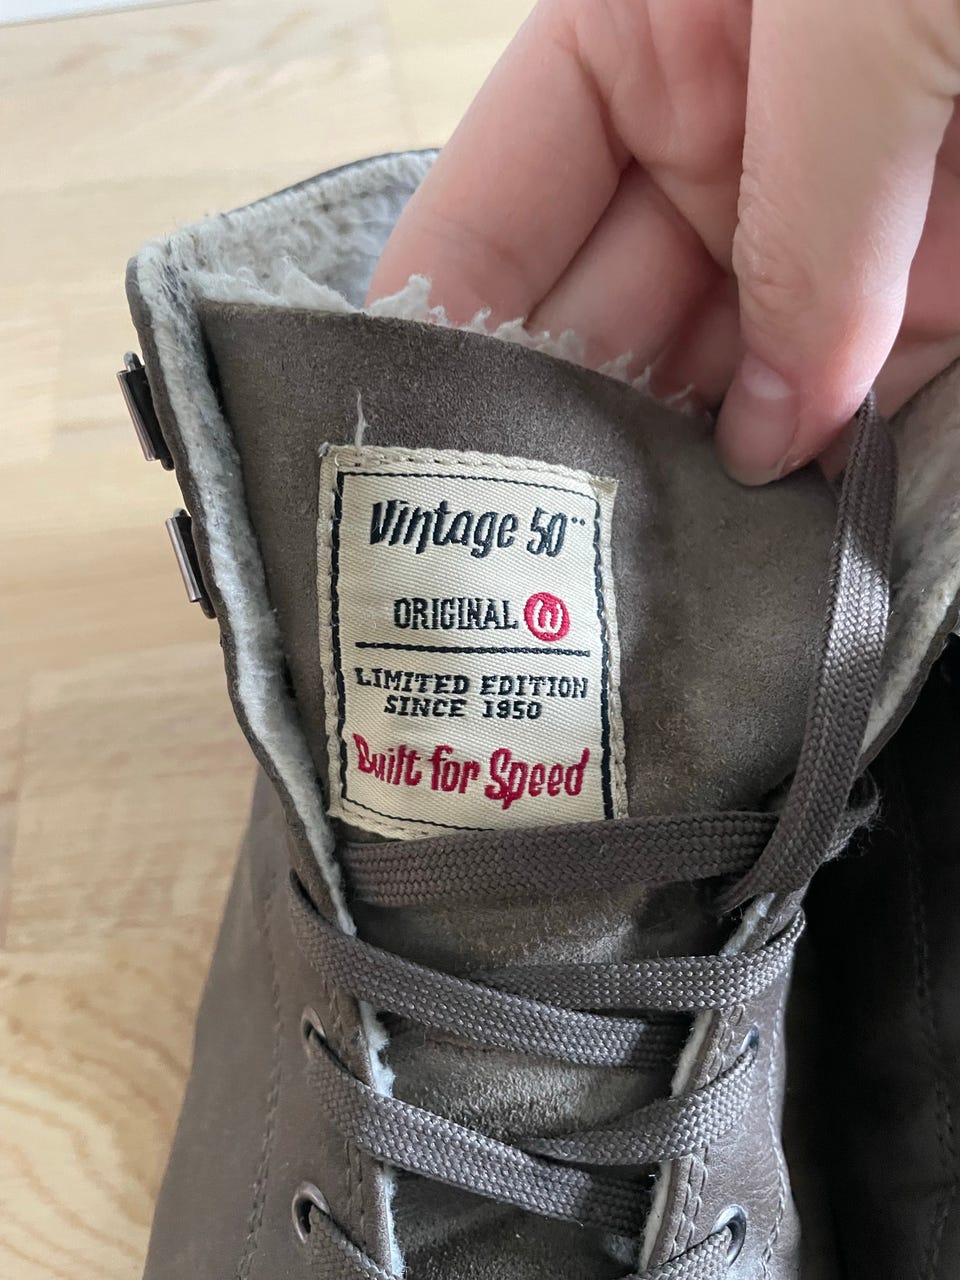 Vintage 50¨
ORIGINAL
LIMITED EDITION
SINCE 1950
Built for Speed